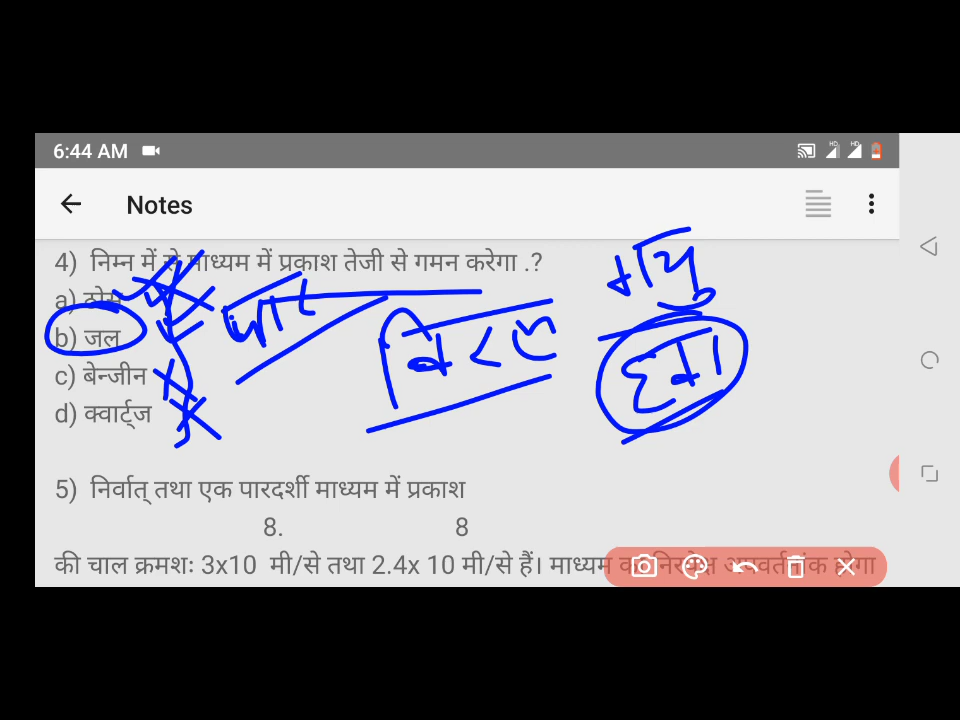 6:44 AM
Notes
4) निम्न में से माध्यम में प्रकाश तेजी से गमन करेगा .?
a) ठोस
b) जल
c) बेन्जीन
d) क्वार्ट्ज
विरल
वायु
हवा
5) निर्वात् तथा एक पारदर्शी माध्यम में प्रकाश
8. 8
की चाल क्रमशः 3x10 मी/से तथा 2.4x 10 मी/से हैं। माध्यम का निरपेक्ष अपवर्तनांक होगा